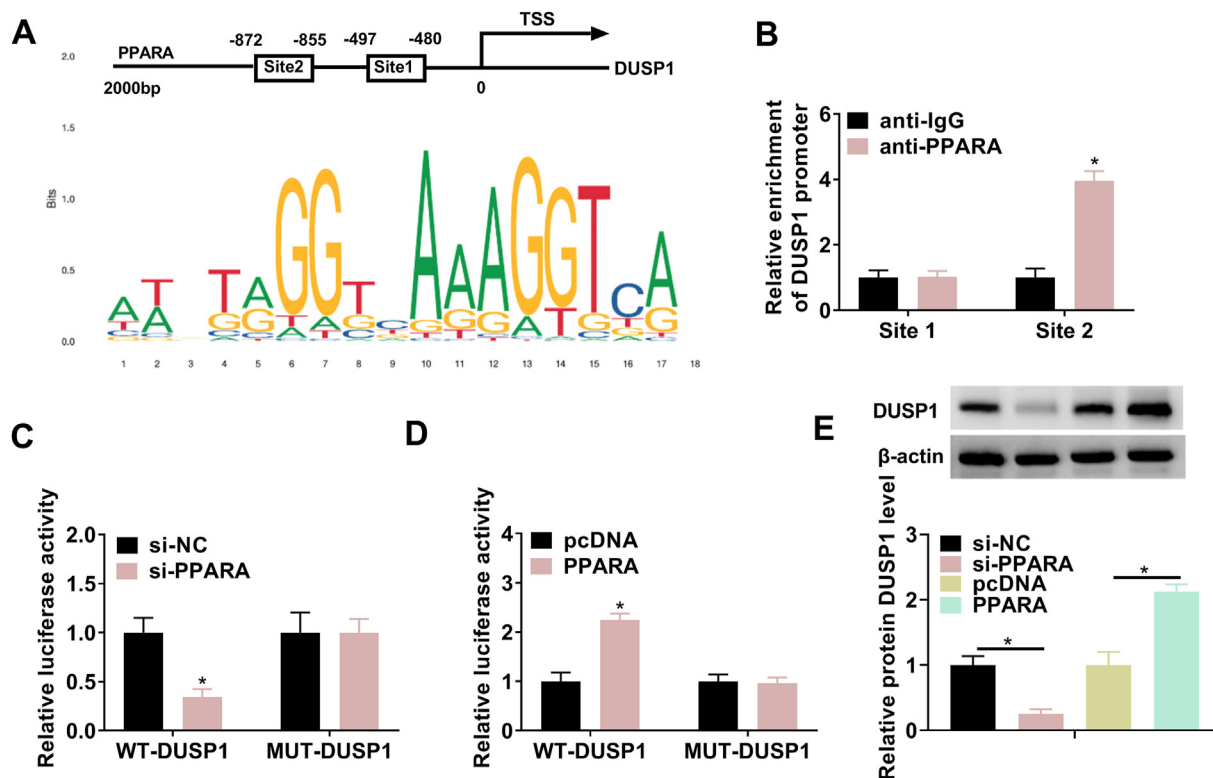 A
TSS
-872 -855 -497 -480
PPARA
Site2 Site1
DUSP1
2000bp
0
2.0
1.5
1.0
0.5
0.0
Bits
1 2 3 4 5 6 7 8 9 10 11 12 13 14 15 16 17 18
B
anti-IgG
anti-PPARA
Relative enrichment
of DUSP1 promoter
6
4
2
0
*
Site 1 Site 2
C
Relative luciferase activity
2.0
1.5
1.0
0.5
0.0
si-NC
si-PPARA
*
WT-DUSP1 MUT-DUSP1
D
Relative luciferase activity
4
3
2
1
0
pcDNA
PPARA
*
WT-DUSP1 MUT-DUSP1
E
DUSP1
β-actin
Relative protein DUSP1 level
3
2
1
0
si-NC
si-PPARA
pcDNA
PPARA
*
*